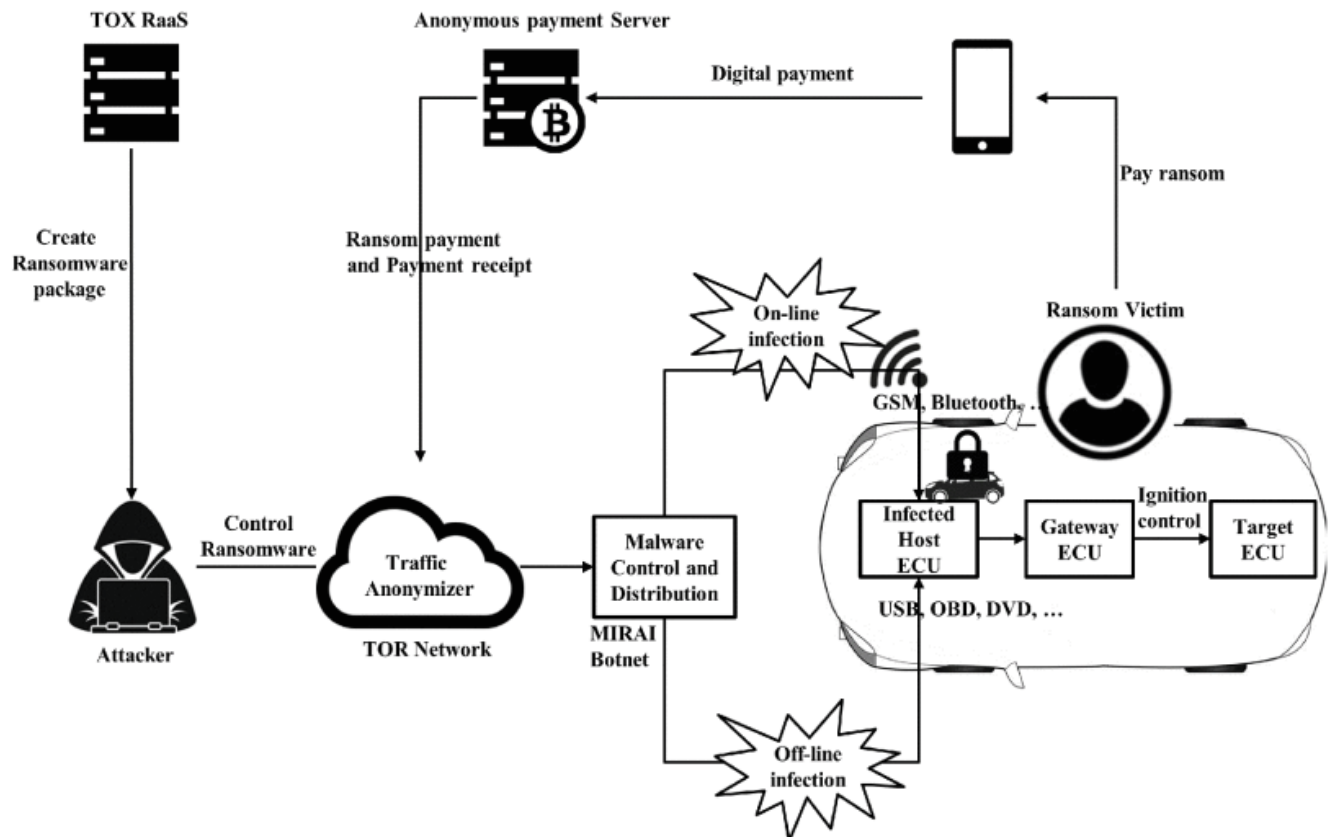 TOX RaaS
Anonymous payment Server
Digital payment
Pay ransom
Create
Ransomware
package
Ransom payment
and Payment receipt
On-line
infection
Ransom Victim
GSM, Bluetooth, ...
Control
Ransomware
Traffic
Anonymizer
Malware
Control and
Distribution
Infected
Host
ECU
Gateway
ECU
Ignition
control
Target
ECU
USB, OBD, DVD, ...
Attacker
TOR Network
MIRAI
Botnet
Off-line
infection